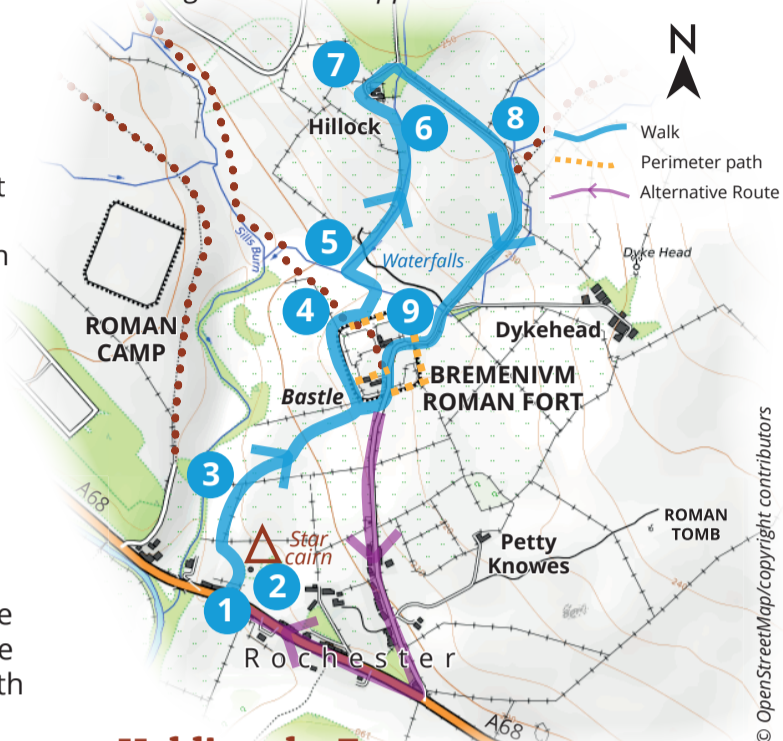 N
7
8
Hillock
6
Walk
Perimeter path
Alternative Route
t
n
5
Sills Burn
Waterfalls
Dyke Head
4
9
ROMAN
CAMP
Dykehead
Bastle
BREMENIVM
ROMAN FORT
3
A68
Star
cairn
ROMAN
TOMB
Petty
Knowes
240
2
1
e
e
th
Rochester
A68
© OpenStreetMap/copyright contributors